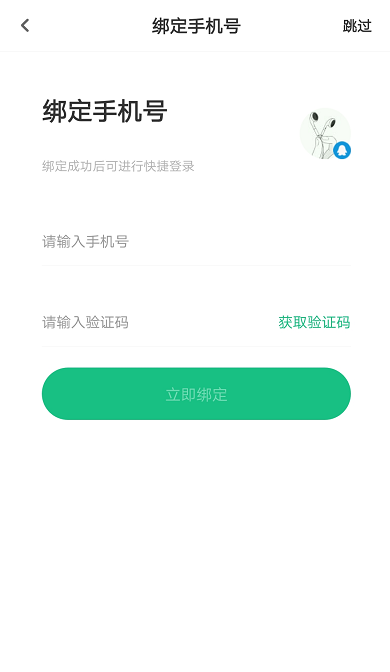 绑定手机号
跳过
绑定手机号
绑定成功后可进行快捷登录
请输入手机号
请输入验证码
获取验证码
立即绑定